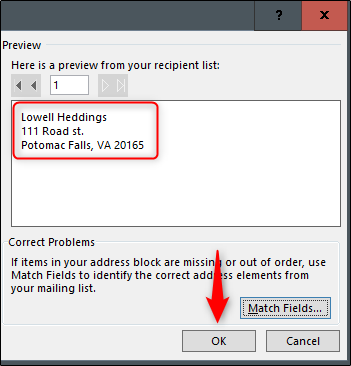 ?
Preview
Here is a preview from your recipient list:
1
Lowell Heddings
111 Road st.
Potomac Falls, VA 20165
Correct Problems
If items in your address block are missing or out of order, use
Match Fields to identify the correct address elements from
your mailing list.
Match Fields...
OK Cancel